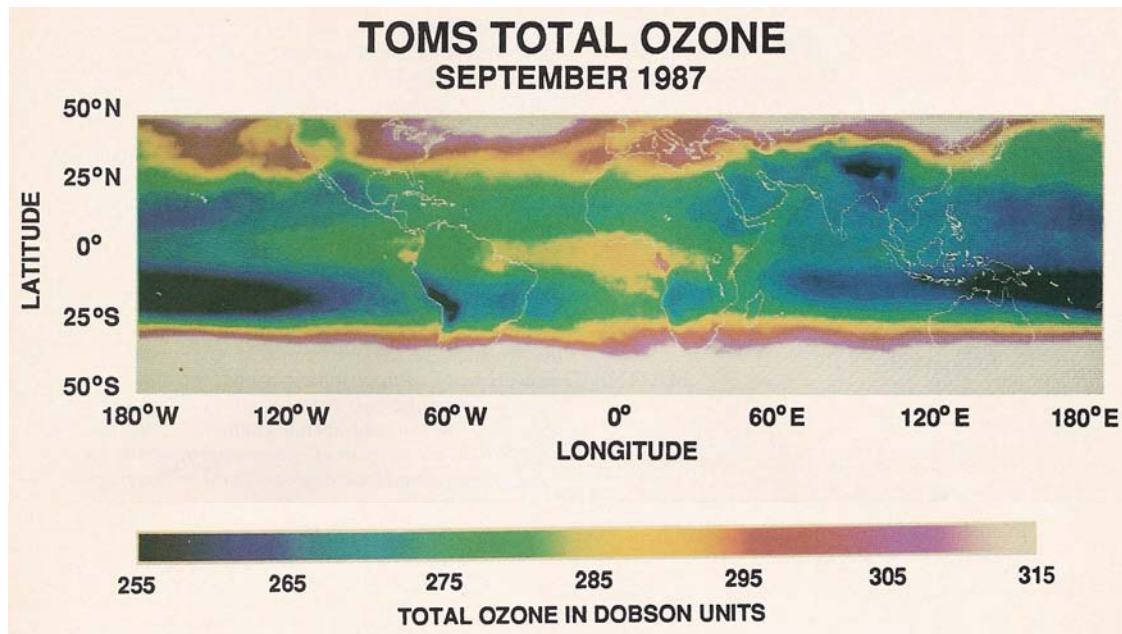 TOMS TOTAL OZONE
SEPTEMBER 1987
50°N
25°N
0°
25°S
50°S
LATITUDE
180°W 120°W 60°W 0° 60°E 120°E 180°E
LONGITUDE
255 265 275 285 295 305 315
TOTAL OZONE IN DOBSON UNITS